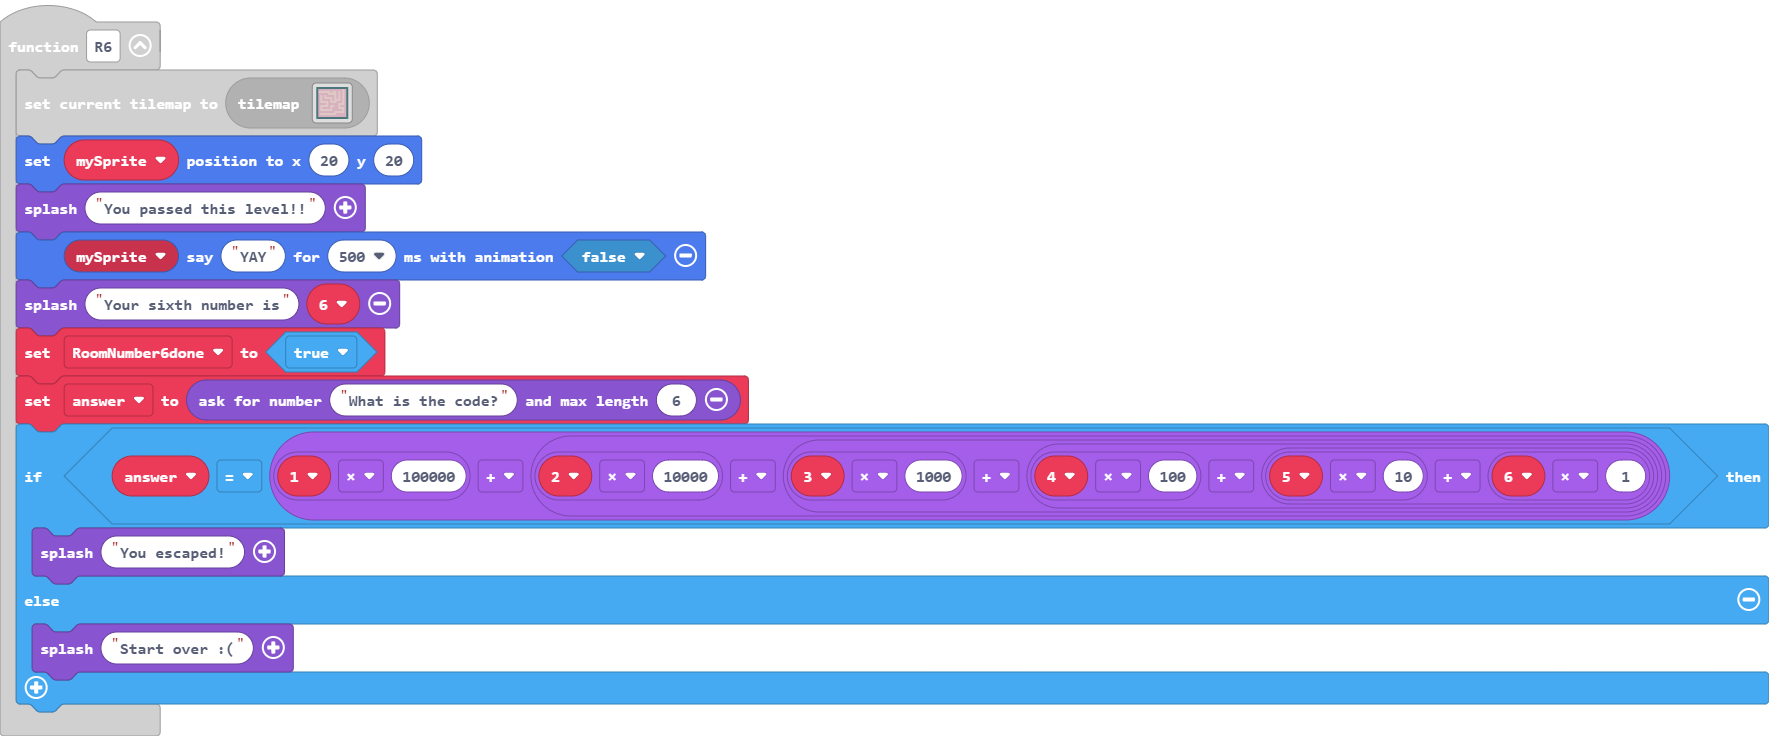 function R6
set current tilemap to tilemap
set mySprite position to x 20 y 20
splash "You passed this level!!"
mySprite say "YAY" for 500 ms with animation false
splash "Your sixth number is" 6
set RoomNumber6done to true
set answer to ask for number "What is the code?" and max length 6
if answer = 1 × 100000 + 2 × 10000 + 3 × 1000 + 4 × 100 + 5 × 10 + 6 × 1 then
splash "You escaped!"
else
splash "Start over :("